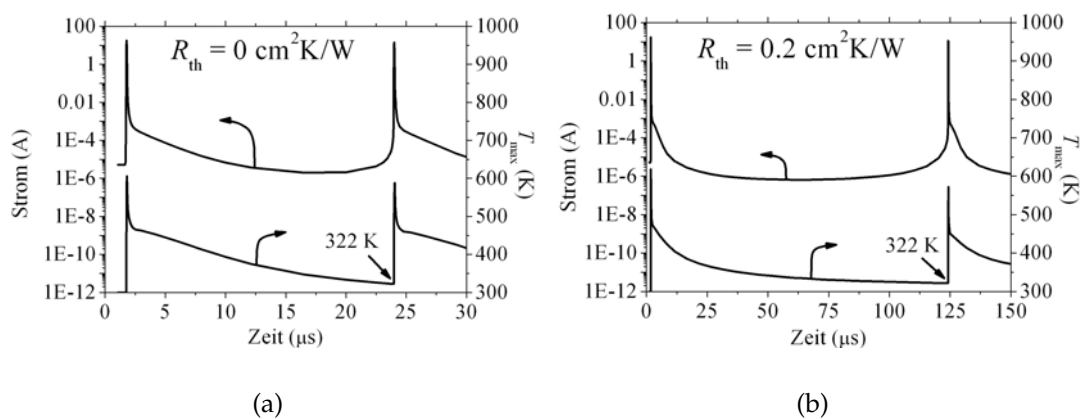 R_th = 0 cm²K/W
Strom (A)
100
1
0.01
1E-4
1E-6
1E-8
1E-10
1E-12
1000
900
800
700
600
500
400
300
T_max (K)
322 K
0 5 10 15 20 25 30
Zeit (μs)
(a)
R_th = 0.2 cm²K/W
Strom (A)
100
1
0.01
1E-4
1E-6
1E-8
1E-10
1E-12
1000
900
800
700
600
500
400
300
T_max (K)
322 K
0 25 50 75 100 125 150
Zeit (μs)
(b)